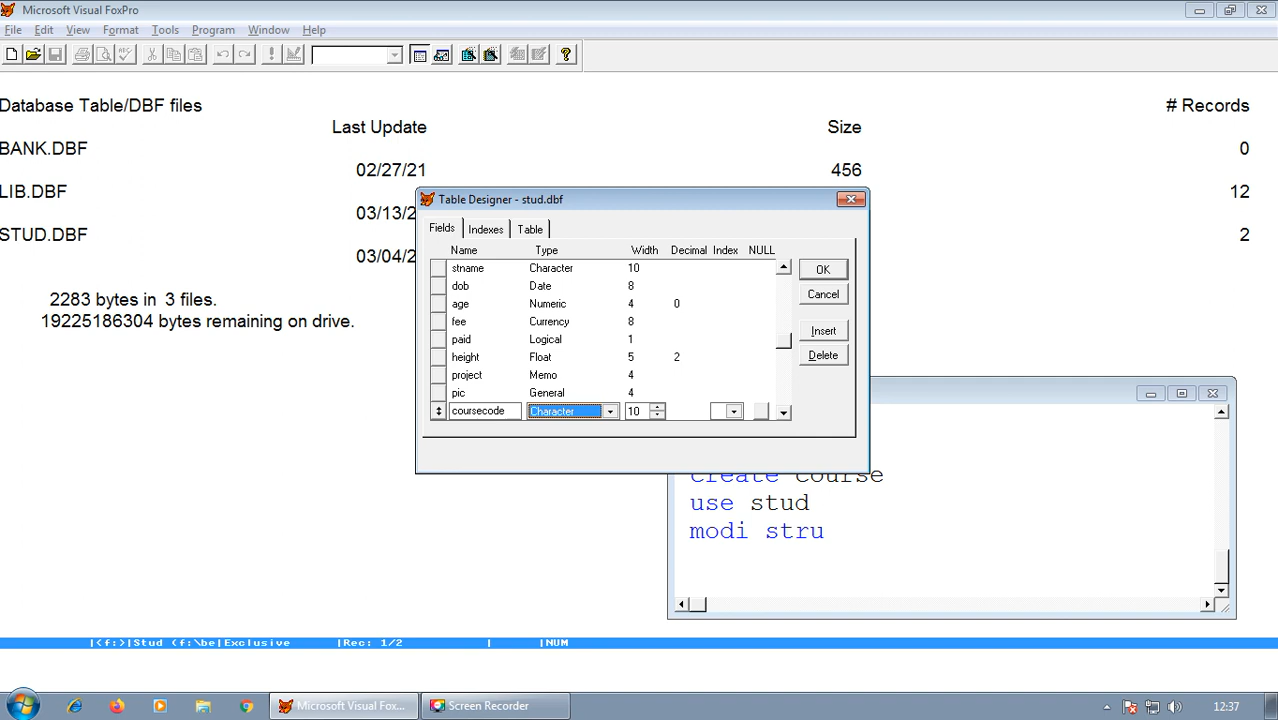 Microsoft Visual FoxPro
File Edit View Format Tools Program Window Help
Database Table/DBF files # Records
Last Update Size
BANK.DBF 0
02/27/21 456
LIB.DBF 12
03/13/2
STUD.DBF 2
03/04/2
2283 bytes in 3 files.
19225186304 bytes remaining on drive.
Table Designer - stud.dbf
Fields Indexes Table
Name Type Width Decimal Index NULL
stname Character 10
dob Date 8
age Numeric 4 0
fee Currency 8
paid Logical 1
height Float 5 2
project Memo 4
pic General 4
coursecode Character 10
OK
Cancel
Insert
Delete
create course
use stud
modi stru
|<f:>|Stud (f:\be|Exclusive |Rec: 1/2 | |NUM
Microsoft Visual Fox... Screen Recorder 12:37